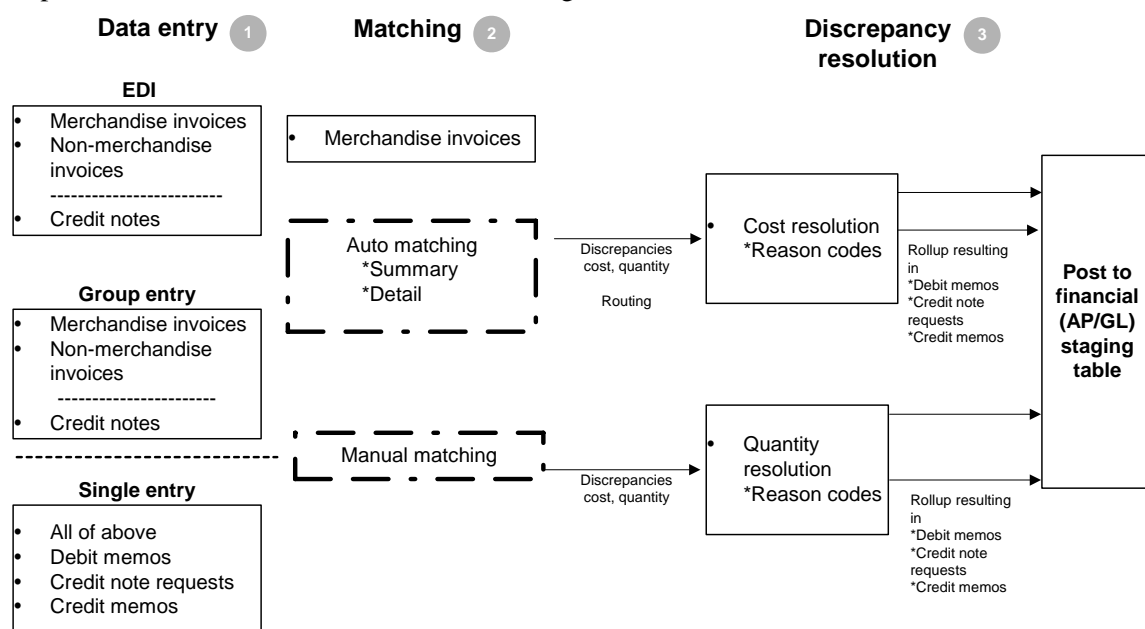 Data entry 1
Matching 2
Discrepancy 3
resolution
EDI
• Merchandise invoices
• Non-merchandise
invoices
--------------------------
• Credit notes
Group entry
• Merchandise invoices
• Non-merchandise
invoices
------------------------
• Credit notes
Single entry
• All of above
• Debit memos
• Credit note requests
• Credit memos
• Merchandise invoices
Auto matching
*Summary
*Detail
Manual matching
Discrepancies
cost, quantity
Routing
Discrepancies
cost, quantity
• Cost resolution
*Reason codes
• Quantity
resolution
*Reason codes
Rollup resulting
in
*Debit memos
*Credit note
requests
*Credit memos
Rollup resulting
in
*Debit memos
*Credit note
requests
*Credit memos
Post to
financial
(AP/GL)
staging
table